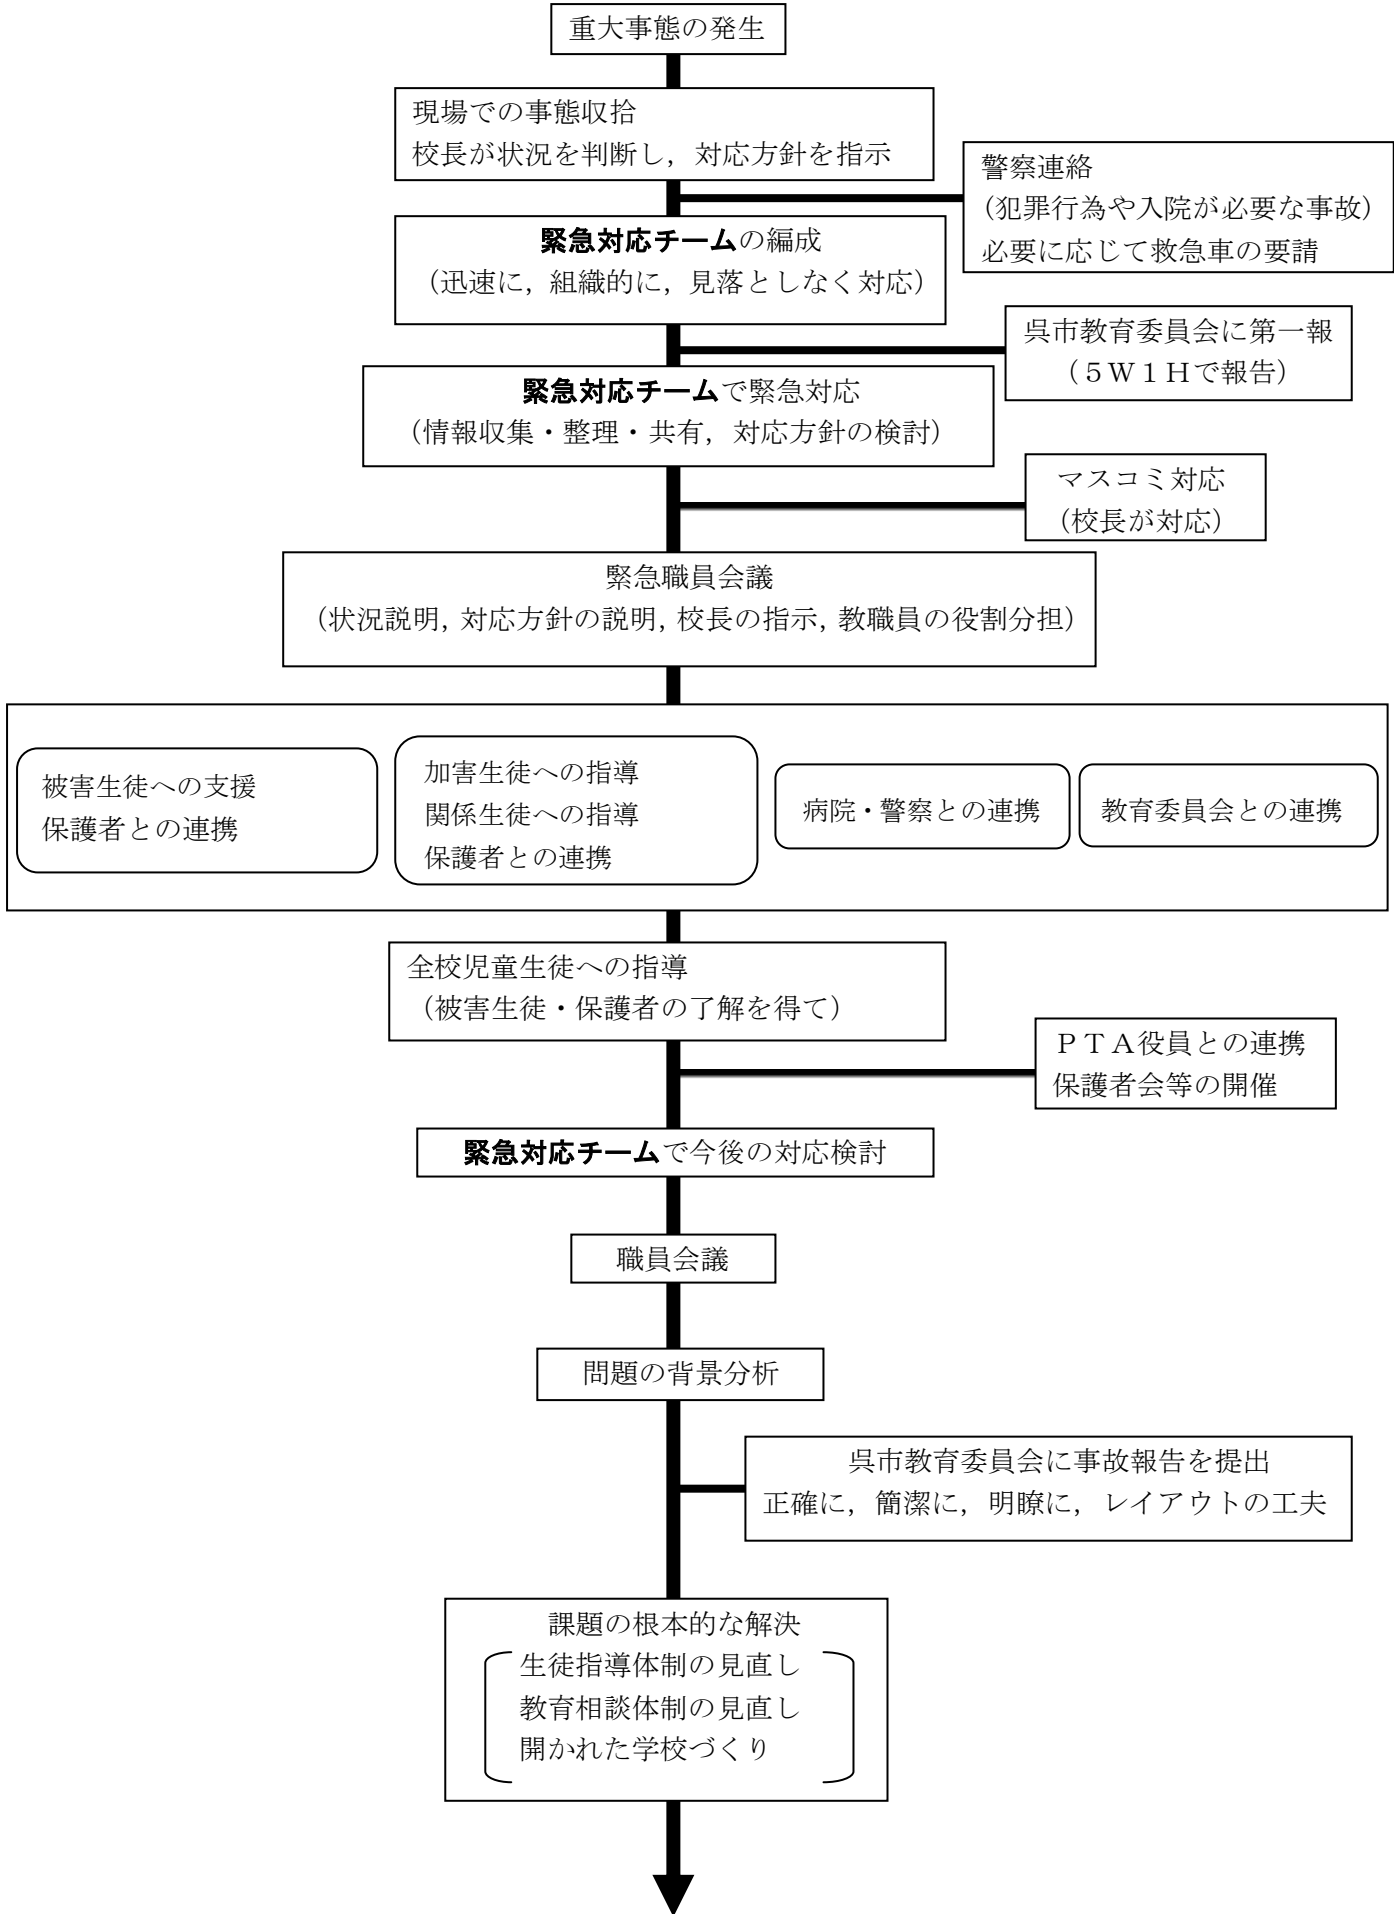 重大事態の発生
現場での事態収拾
校長が状況を判断し，対応方針を指示
警察連絡
（犯罪行為や入院が必要な事故）
必要に応じて救急車の要請
緊急対応チームの編成
（迅速に，組織的に，見落としなく対応）
呉市教育委員会に第一報
（５Ｗ１Ｈで報告）
緊急対応チームで緊急対応
（情報収集・整理・共有，対応方針の検討）
マスコミ対応
（校長が対応）
緊急職員会議
（状況説明，対応方針の説明，校長の指示，教職員の役割分担）
被害生徒への支援
保護者との連携
加害生徒への指導
関係生徒への指導
保護者との連携
病院・警察との連携
教育委員会との連携
全校児童生徒への指導
（被害生徒・保護者の了解を得て）
ＰＴＡ役員との連携
保護者会等の開催
緊急対応チームで今後の対応検討
職員会議
問題の背景分析
呉市教育委員会に事故報告を提出
正確に，簡潔に，明瞭に，レイアウトの工夫
課題の根本的な解決
生徒指導体制の見直し
教育相談体制の見直し
開かれた学校づくり